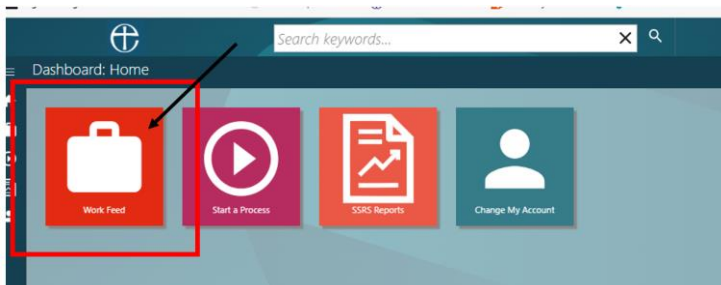 Search keywords...
Dashboard: Home
Work Feed
Start a Process
SSRS Reports
Change My Account